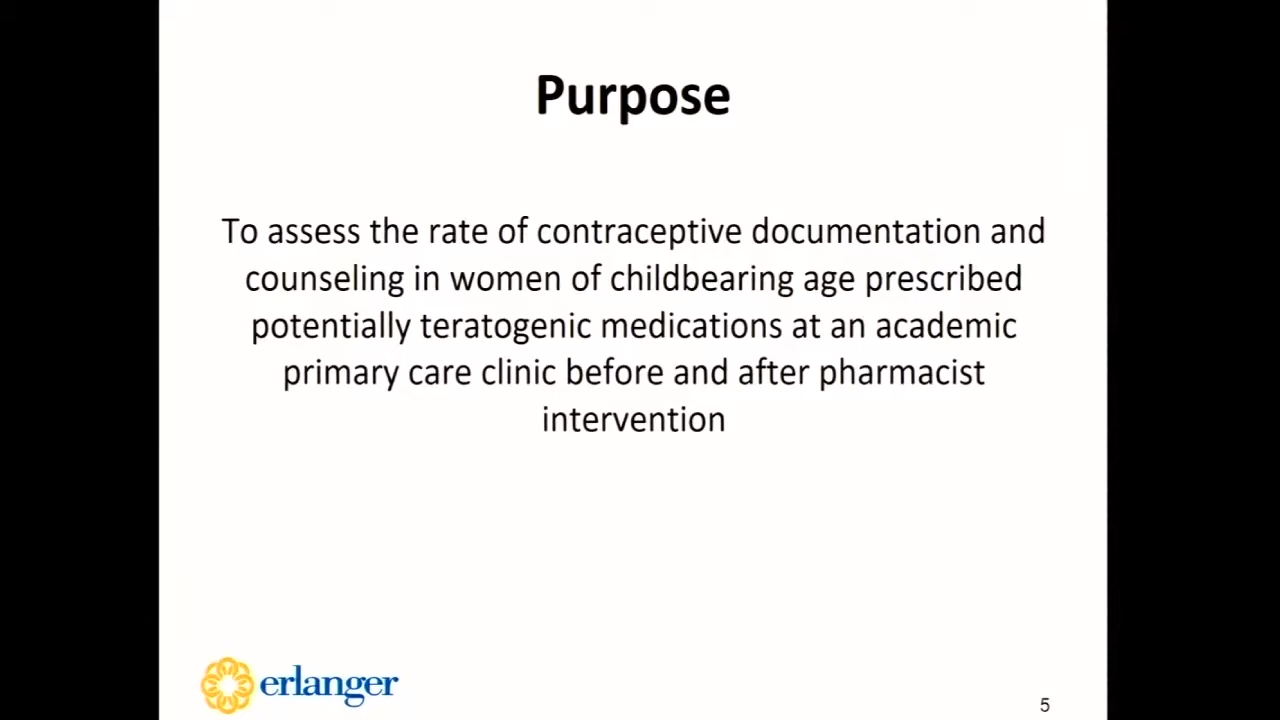 Purpose
To assess the rate of contraceptive documentation and
counseling in women of childbearing age prescribed
potentially teratogenic medications at an academic
primary care clinic before and after pharmacist
intervention
erlanger
5